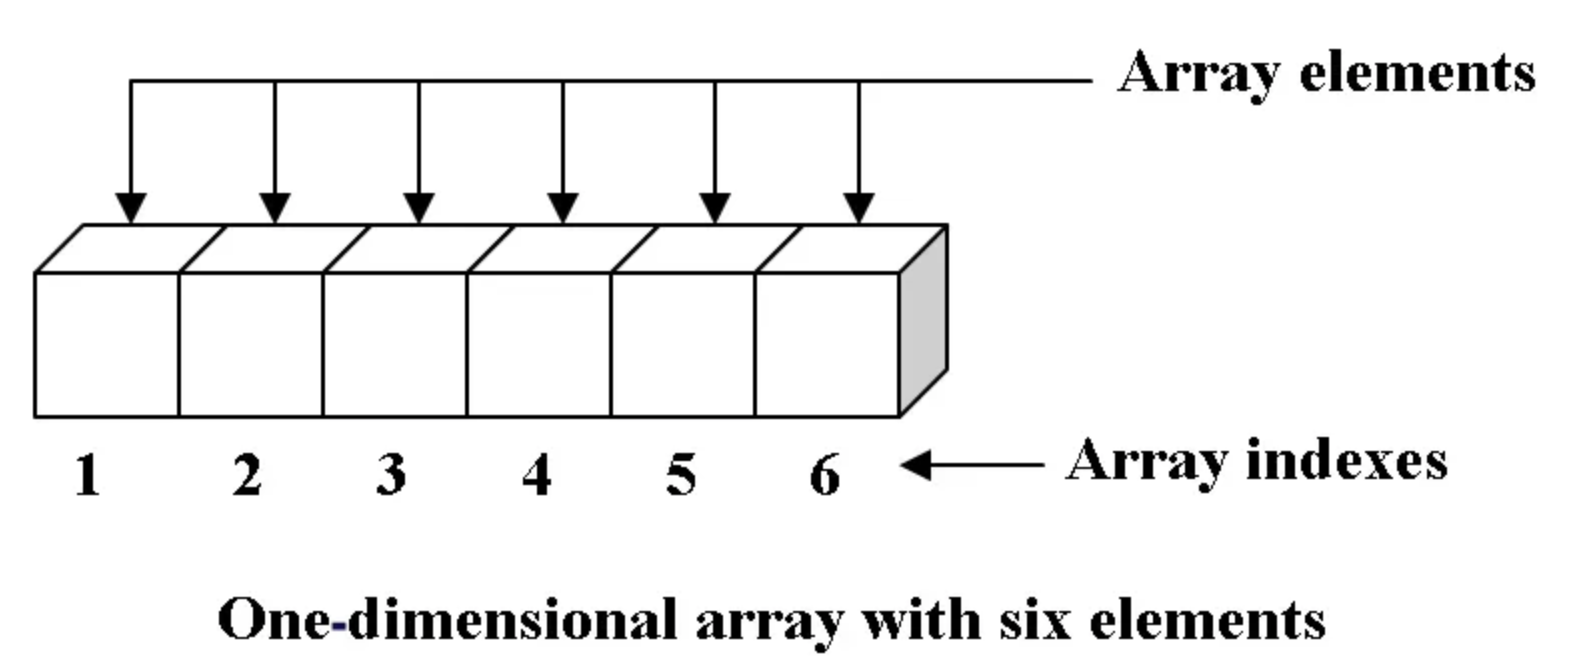 Array elements
1 2 3 4 5 6
Array indexes
One-dimensional array with six elements